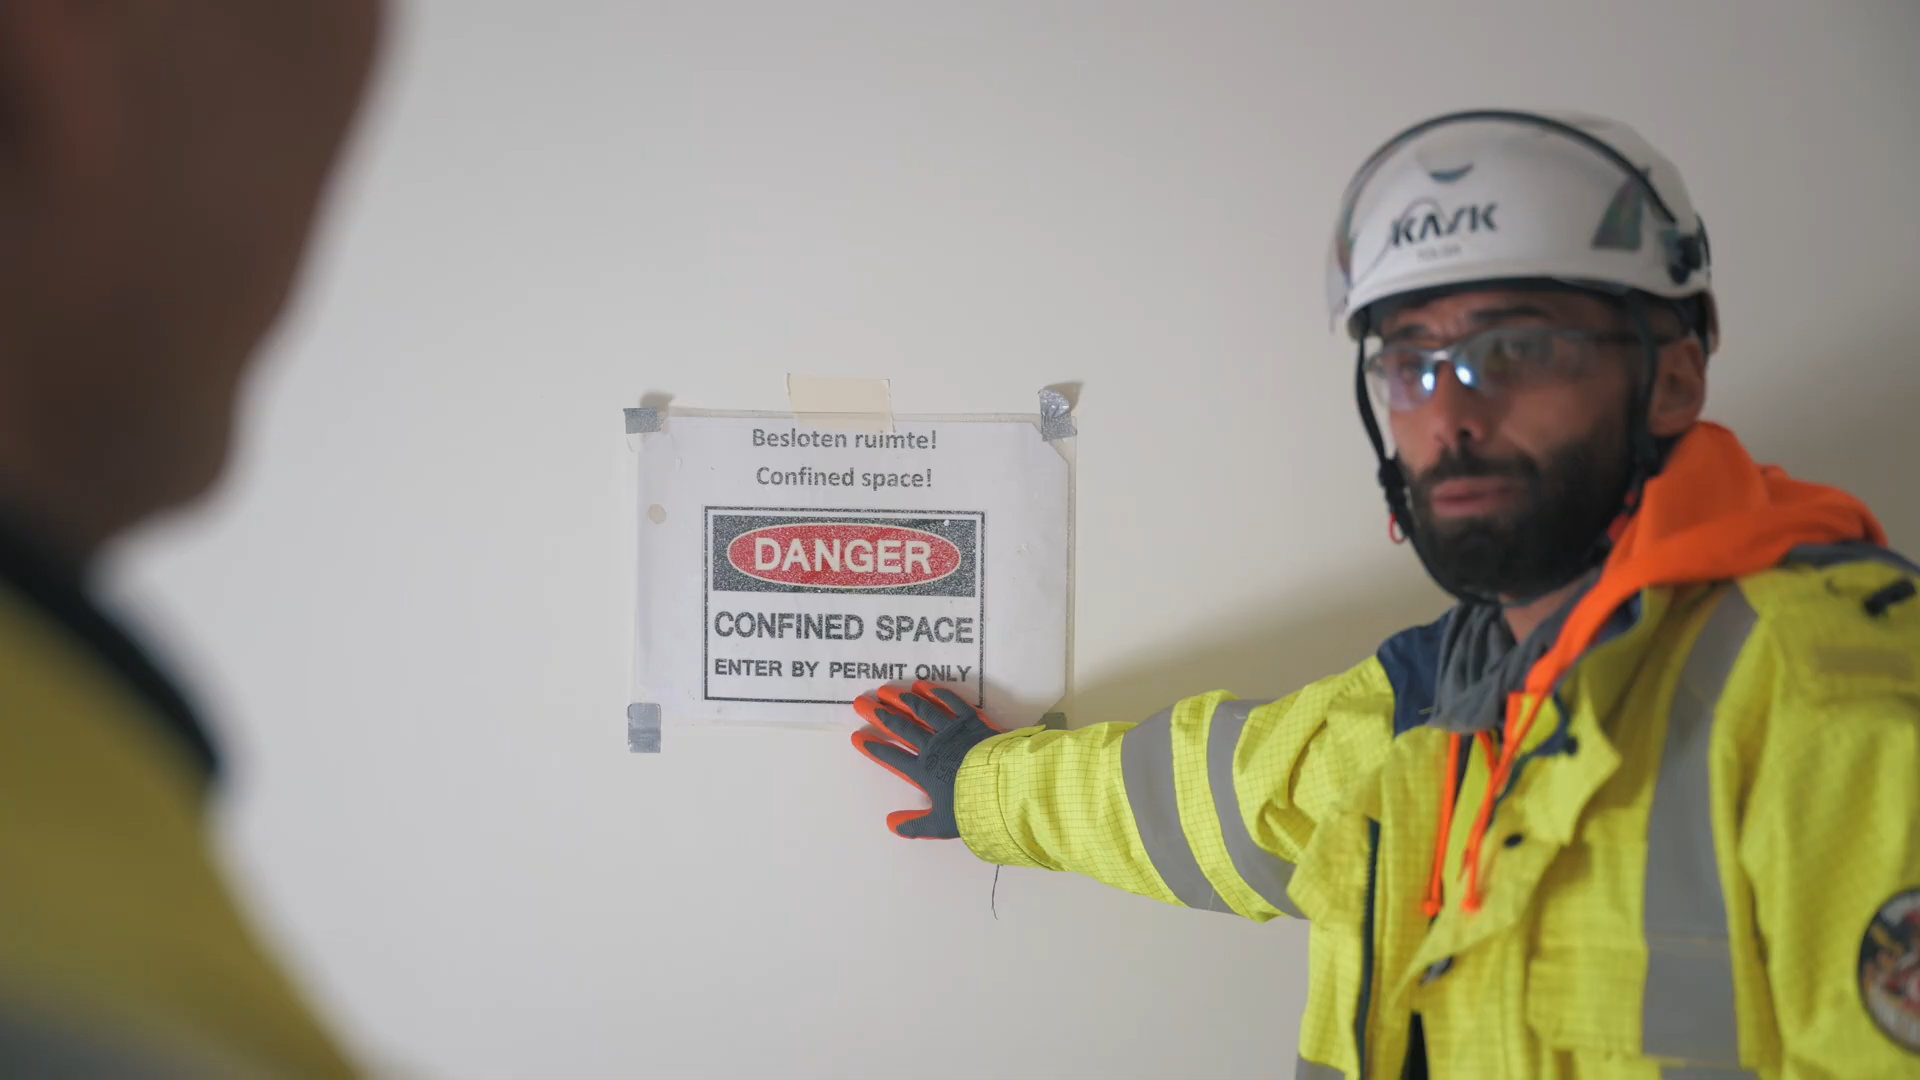 Besloten ruimte!
Confined space!
DANGER
CONFINED SPACE
ENTER BY PERMIT ONLY
KASK